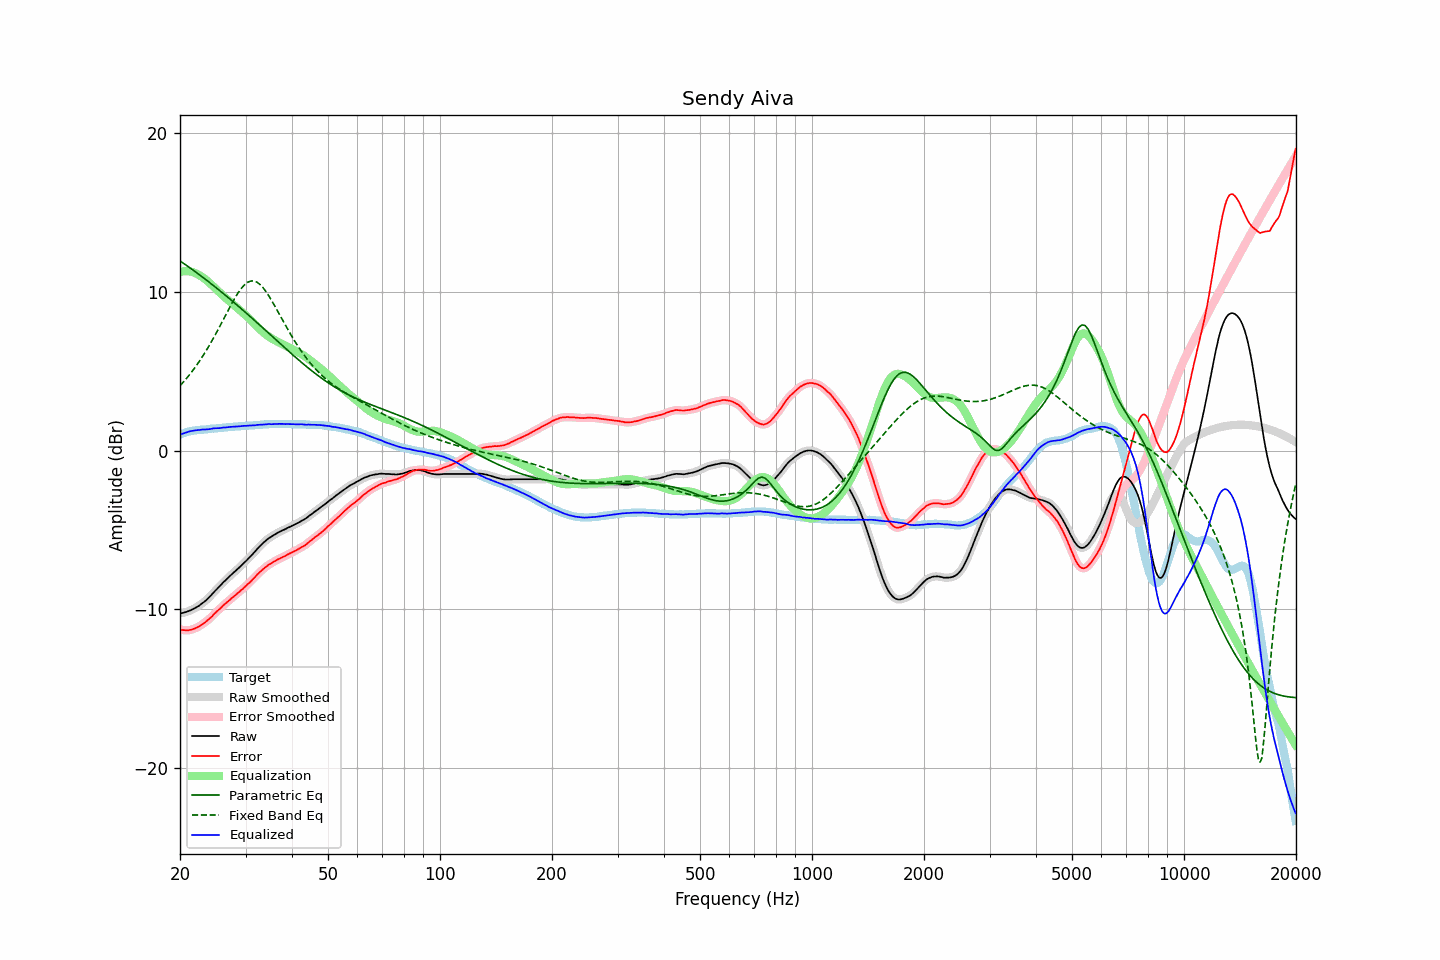 Sendy Aiva
Amplitude (dBr)
20
10
0
−10
−20
Target
Raw Smoothed
Error Smoothed
Raw
Error
Equalization
Parametric Eq
Fixed Band Eq
Equalized
20 50 100 200 500 1000 2000 5000 10000 20000
Frequency (Hz)